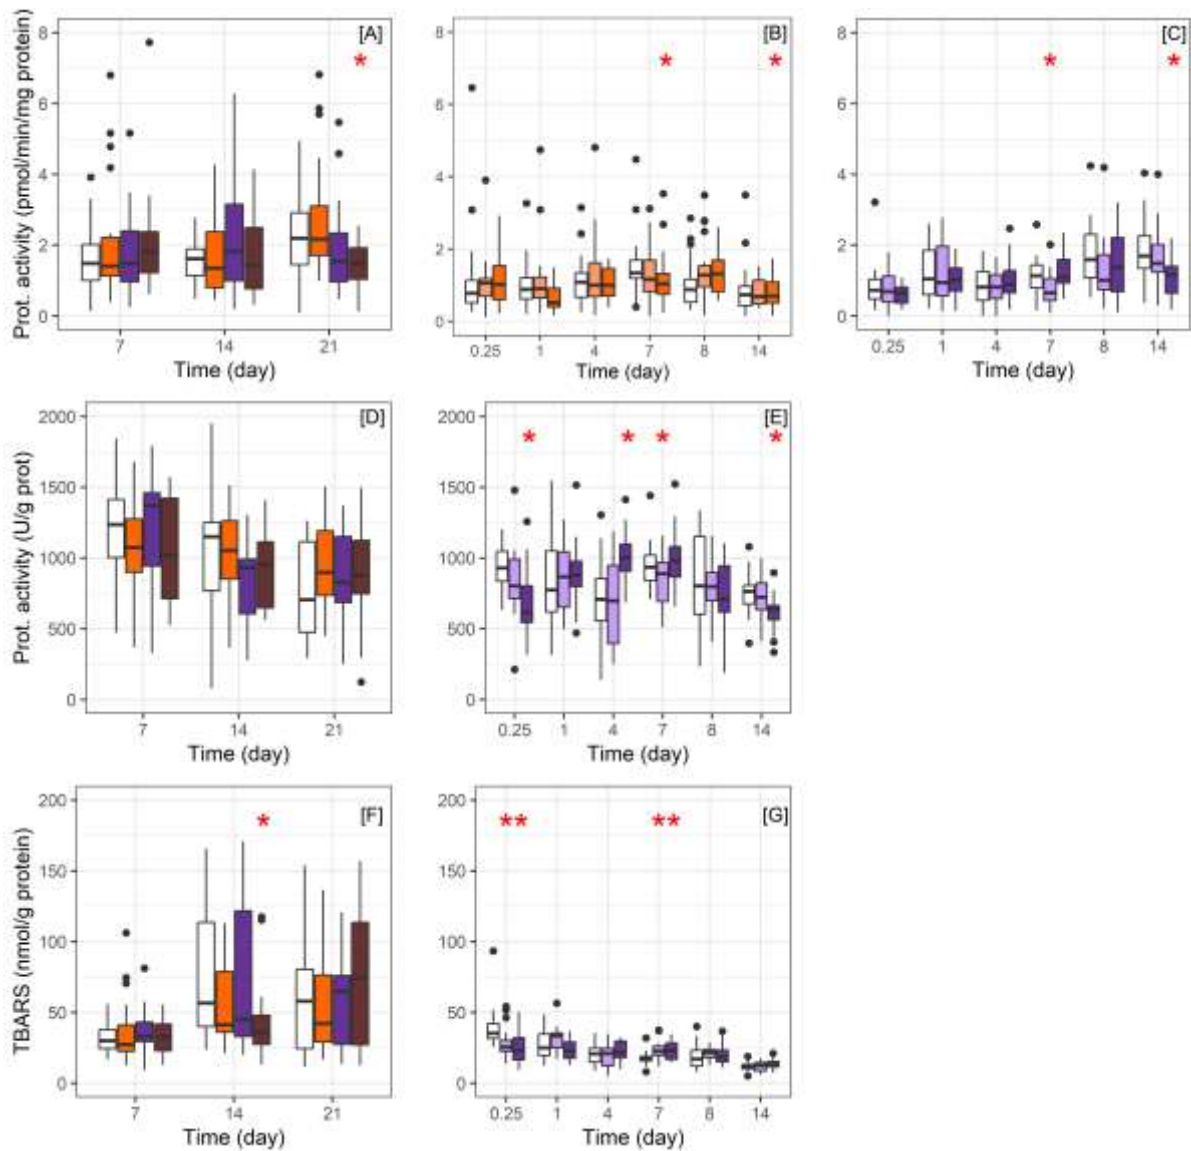 [A]
Prot. activity (pmol/min/mg protein)
8
6
4
2
0
7 14 21
Time (day)
*
[B]
8
6
4
2
0
0.25 1 4 7 8 14
Time (day)
* *
[C]
8
6
4
2
0
0.25 1 4 7 8 14
Time (day)
* *
[D]
Prot. activity (U/g prot)
2000
1500
1000
500
0
7 14 21
Time (day)
[E]
2000
1500
1000
500
0
0.25 1 4 7 8 14
Time (day)
* * * *
[F]
TBARS (nmol/g protein)
200
150
100
50
0
7 14 21
Time (day)
*
[G]
200
150
100
50
0
0.25 1 4 7 8 14
Time (day)
** **